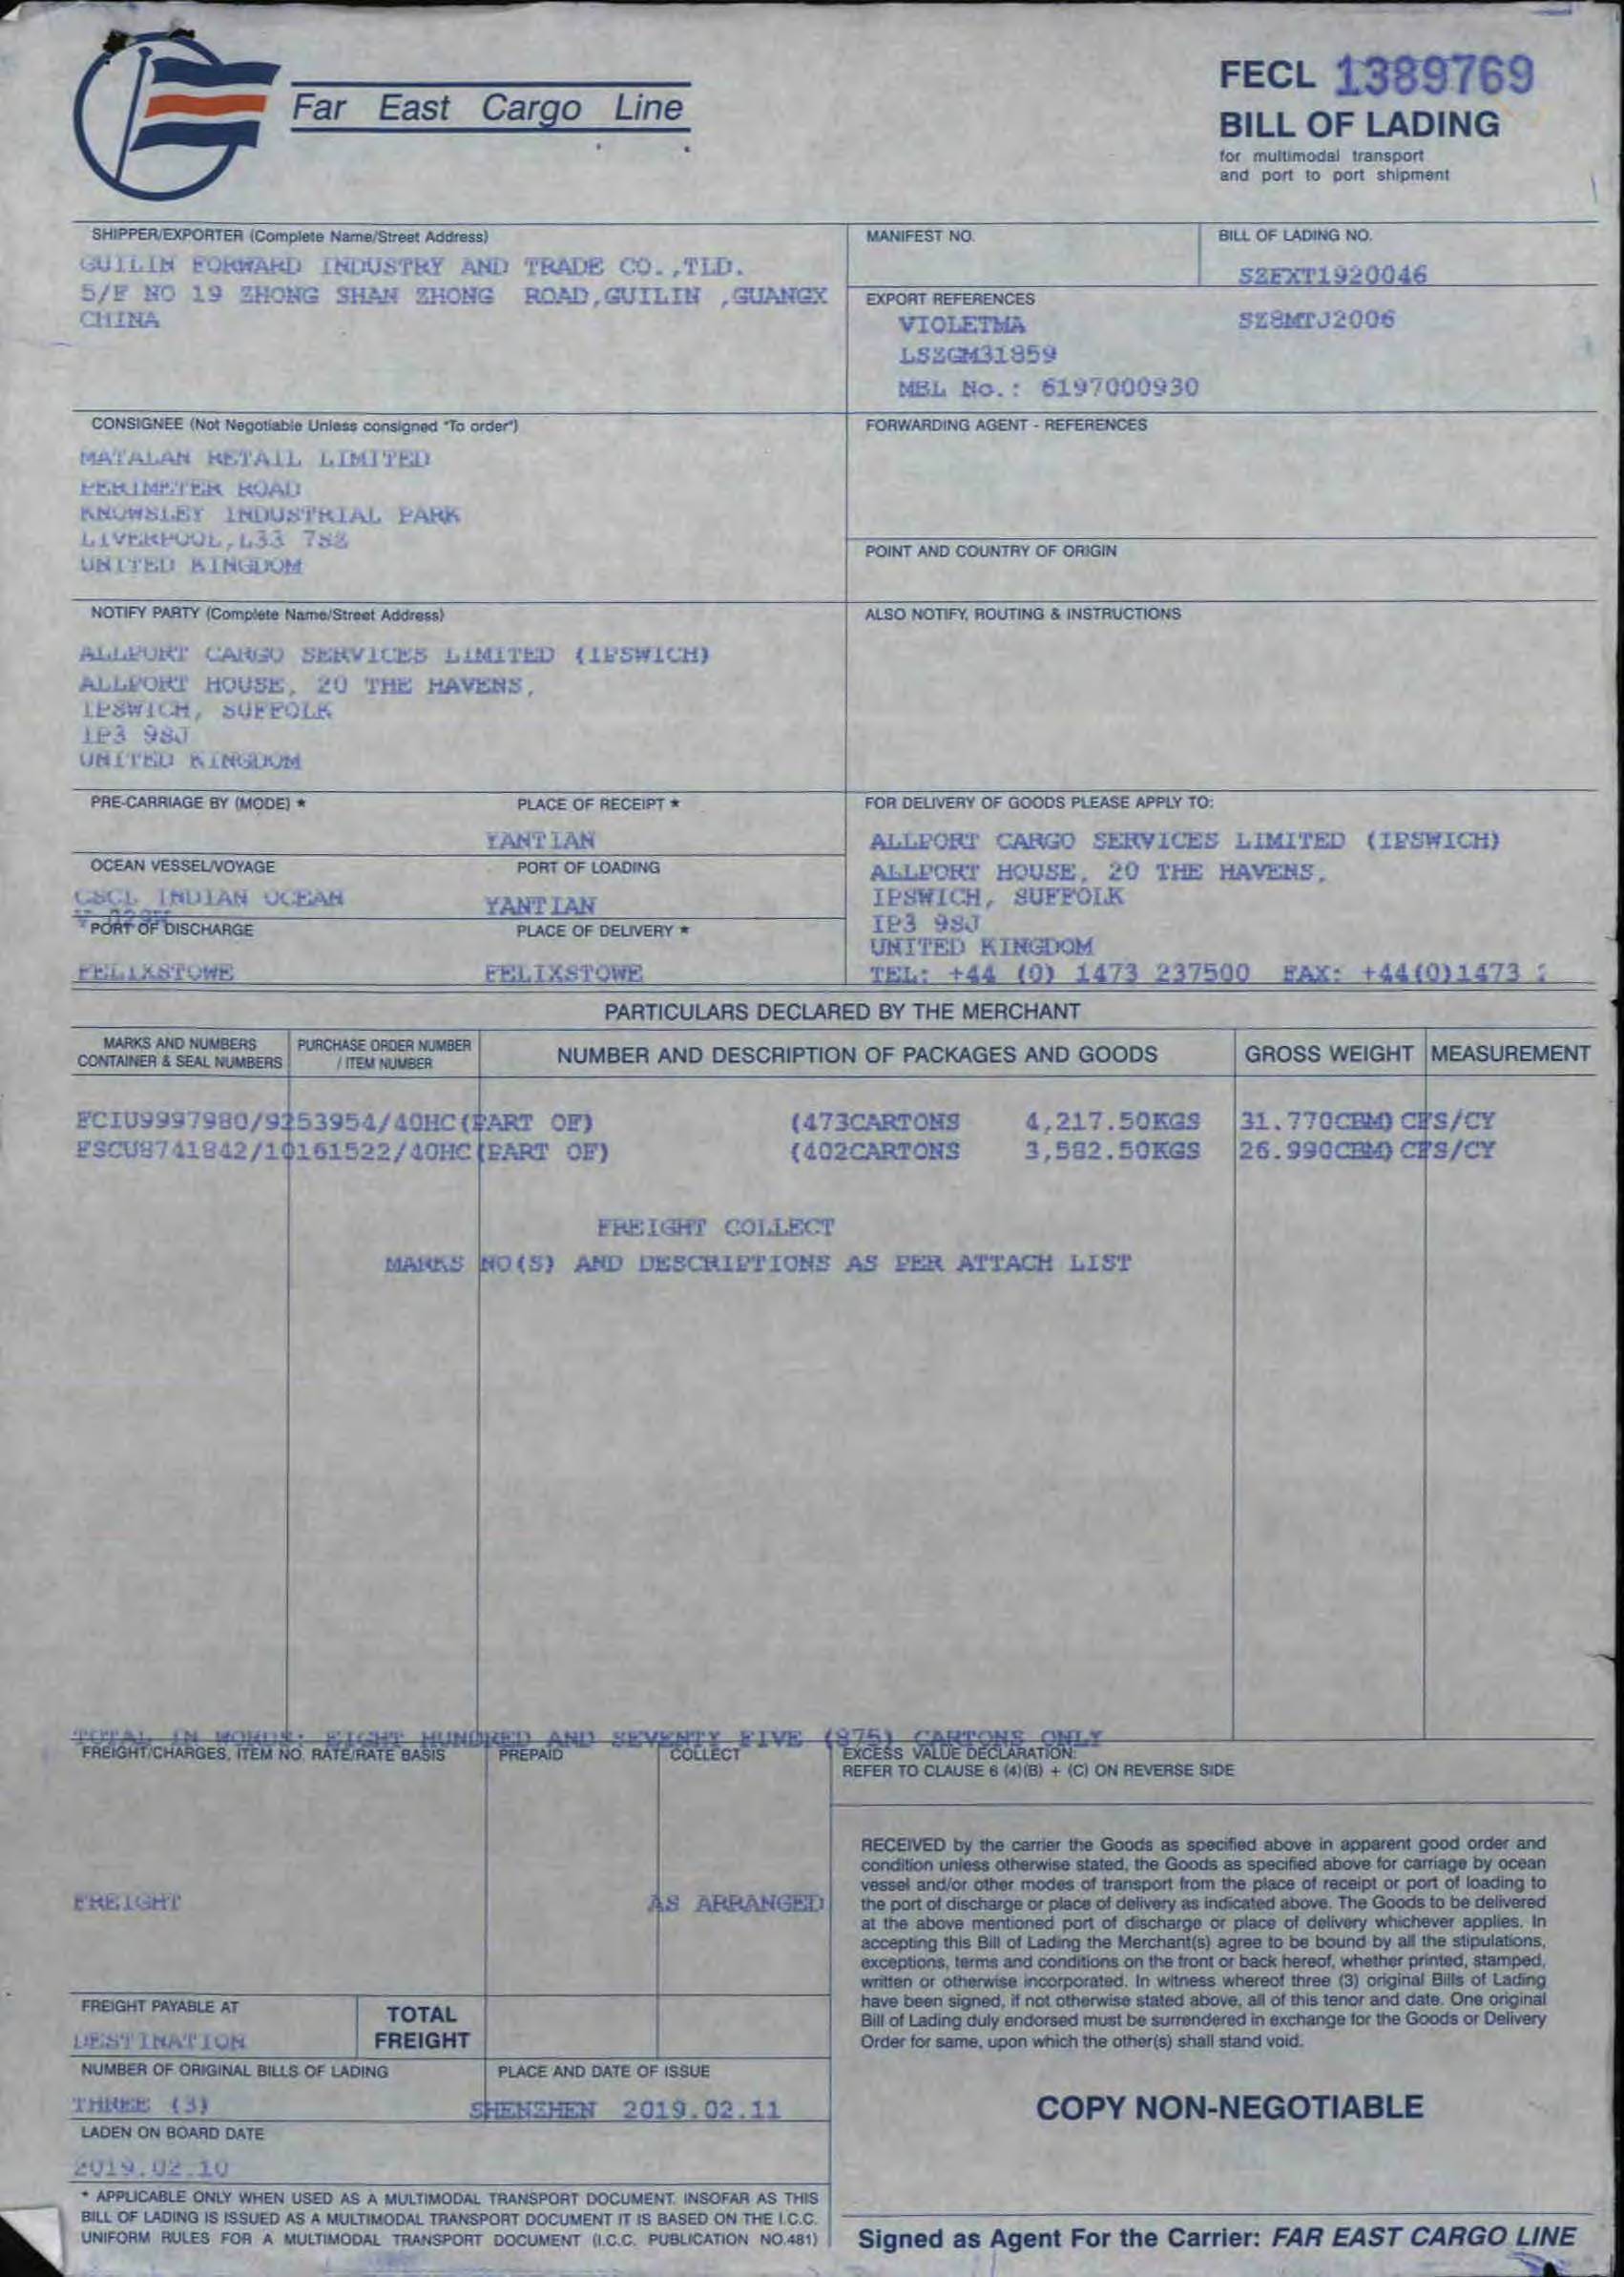 Far East Cargo Line
FECL 1389769
BILL OF LADING
for multimodal transport
and port to port shipment
SHIPPER/EXPORTER (Complete Name/Street Address)
GUILIN FORWARD INDUSTRY AND TRADE CO.,TLD.
5/F NO 19 ZHONG SHAN ZHONG ROAD,GUILIN ,GUANGX
CHINA
MANIFEST NO.
BILL OF LADING NO.
SZEXT1920046
EXPORT REFERENCES
VIOLETMA SZ8MTJ2006
LSZGM31859
MBL No.: 6197000930
CONSIGNEE (Not Negotiable Unless consigned "To order")
MATALAN RETAIL LIMITED
PERIMETER ROAD
KNOWSLEY INDUSTRIAL PARK
LIVERPOOL,L33 7SZ
UNITED KINGDOM
FORWARDING AGENT - REFERENCES
POINT AND COUNTRY OF ORIGIN
NOTIFY PARTY (Complete Name/Street Address)
ALLPORT CARGO SERVICES LIMITED (IPSWICH)
ALLPORT HOUSE, 20 THE HAVENS,
IPSWICH, SUFFOLK
IP3 9SJ
UNITED KINGDOM
ALSO NOTIFY, ROUTING & INSTRUCTIONS
PRE-CARRIAGE BY (MODE) *
PLACE OF RECEIPT *
YANTIAN
OCEAN VESSEL/VOYAGE
PORT OF LOADING
CSCL INDIAN OCEAN
YANTIAN
PORT OF DISCHARGE
PLACE OF DELIVERY *
FELIXSTOWE
FELIXSTOWE
FOR DELIVERY OF GOODS PLEASE APPLY TO:
ALLPORT CARGO SERVICES LIMITED (IPSWICH)
ALLPORT HOUSE, 20 THE HAVENS,
IPSWICH, SUFFOLK
IP3 9SJ
UNITED KINGDOM
TEL: +44 (0) 1473 237500 FAX: +44(0)1473
PARTICULARS DECLARED BY THE MERCHANT
MARKS AND NUMBERS
CONTAINER & SEAL NUMBERS
PURCHASE ORDER NUMBER
/ ITEM NUMBER
NUMBER AND DESCRIPTION OF PACKAGES AND GOODS
GROSS WEIGHT
MEASUREMENT
FCIU9997980/9253954/40HC(PART OF) (473CARTONS 4,217.50KGS 31.770CBM) CFS/CY
FSCU8741842/10161522/40HC(PART OF) (402CARTONS 3,582.50KGS 26.990CBM) CFS/CY
FREIGHT COLLECT
MARKS NO(S) AND DESCRIPTIONS AS PER ATTACH LIST
TOTAL IN WORDS: EIGHT HUNDRED AND SEVENTY FIVE (875) CARTONS ONLY
FREIGHT/CHARGES, ITEM NO. RATE/RATE BASIS
PREPAID
COLLECT
EXCESS VALUE DECLARATION:
REFER TO CLAUSE 6 (4)(B) + (C) ON REVERSE SIDE
FREIGHT AS ARRANGED
RECEIVED by the carrier the Goods as specified above in apparent good order and
condition unless otherwise stated, the Goods as specified above for carriage by ocean
vessel and/or other modes of transport from the place of receipt or port of loading to
the port of discharge or place of delivery as indicated above. The Goods to be delivered
at the above mentioned port of discharge or place of delivery whichever applies. In
accepting this Bill of Lading the Merchant(s) agree to be bound by all the stipulations,
exceptions, terms and conditions on the front or back hereof, whether printed, stamped,
written or otherwise incorporated. In witness whereof three (3) original Bills of Lading
have been signed, if not otherwise stated above, all of this tenor and date. One original
Bill of Lading duly endorsed must be surrendered in exchange for the Goods or Delivery
Order for same, upon which the other(s) shall stand void.
FREIGHT PAYABLE AT
DESTINATION
TOTAL
FREIGHT
NUMBER OF ORIGINAL BILLS OF LADING
THREE (3)
PLACE AND DATE OF ISSUE
SHENZHEN 2019.02.11
LADEN ON BOARD DATE
2019.02.10
COPY NON-NEGOTIABLE
* APPLICABLE ONLY WHEN USED AS A MULTIMODAL TRANSPORT DOCUMENT. INSOFAR AS THIS
BILL OF LADING IS ISSUED AS A MULTIMODAL TRANSPORT DOCUMENT IT IS BASED ON THE I.C.C.
UNIFORM RULES FOR A MULTIMODAL TRANSPORT DOCUMENT (I.C.C. PUBLICATION NO.481)
Signed as Agent For the Carrier: FAR EAST CARGO LINE